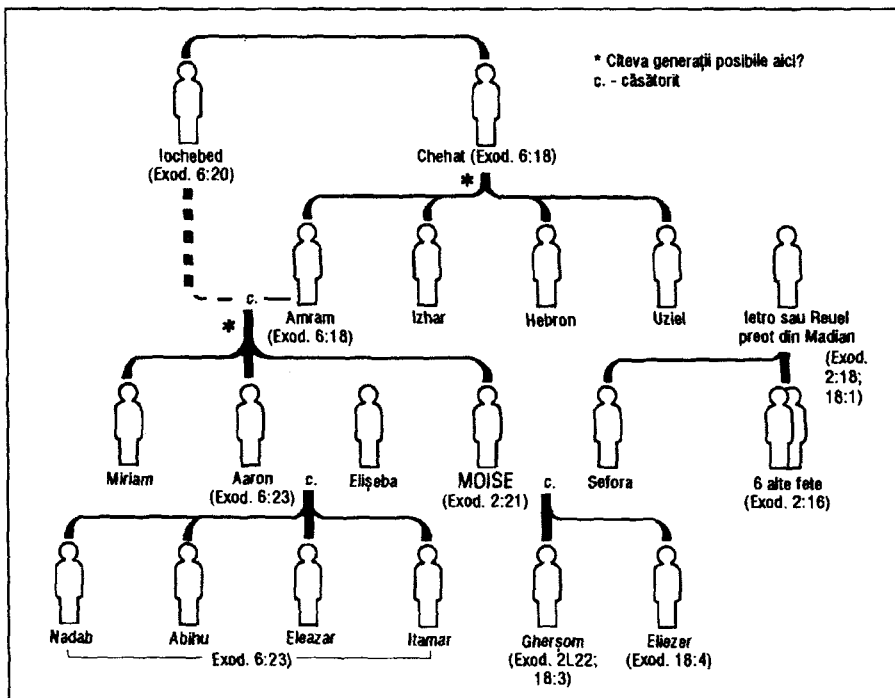 * Cîteva generaţii posibile aici?
c. - căsătorit
Iochebed
(Exod. 6:20)
Chehat (Exod. 6:18)
*
c.
*
Amram
(Exod. 6:18)
Izhar
Hebron
Uziel
Ietro sau Reuel
preot din Madian
(Exod.
2:18;
18:1)
Miriam
Aaron
(Exod. 6:23)
c.
Elişeba
MOISE
(Exod. 2:21)
c.
Sefora
6 alte fete
(Exod. 2:16)
Nadab
Abihu
Eleazar
Itamar
Exod. 6:23)
Gherşom
(Exod. 2L22;
18:3)
Eliezer
(Exod. 18:4)